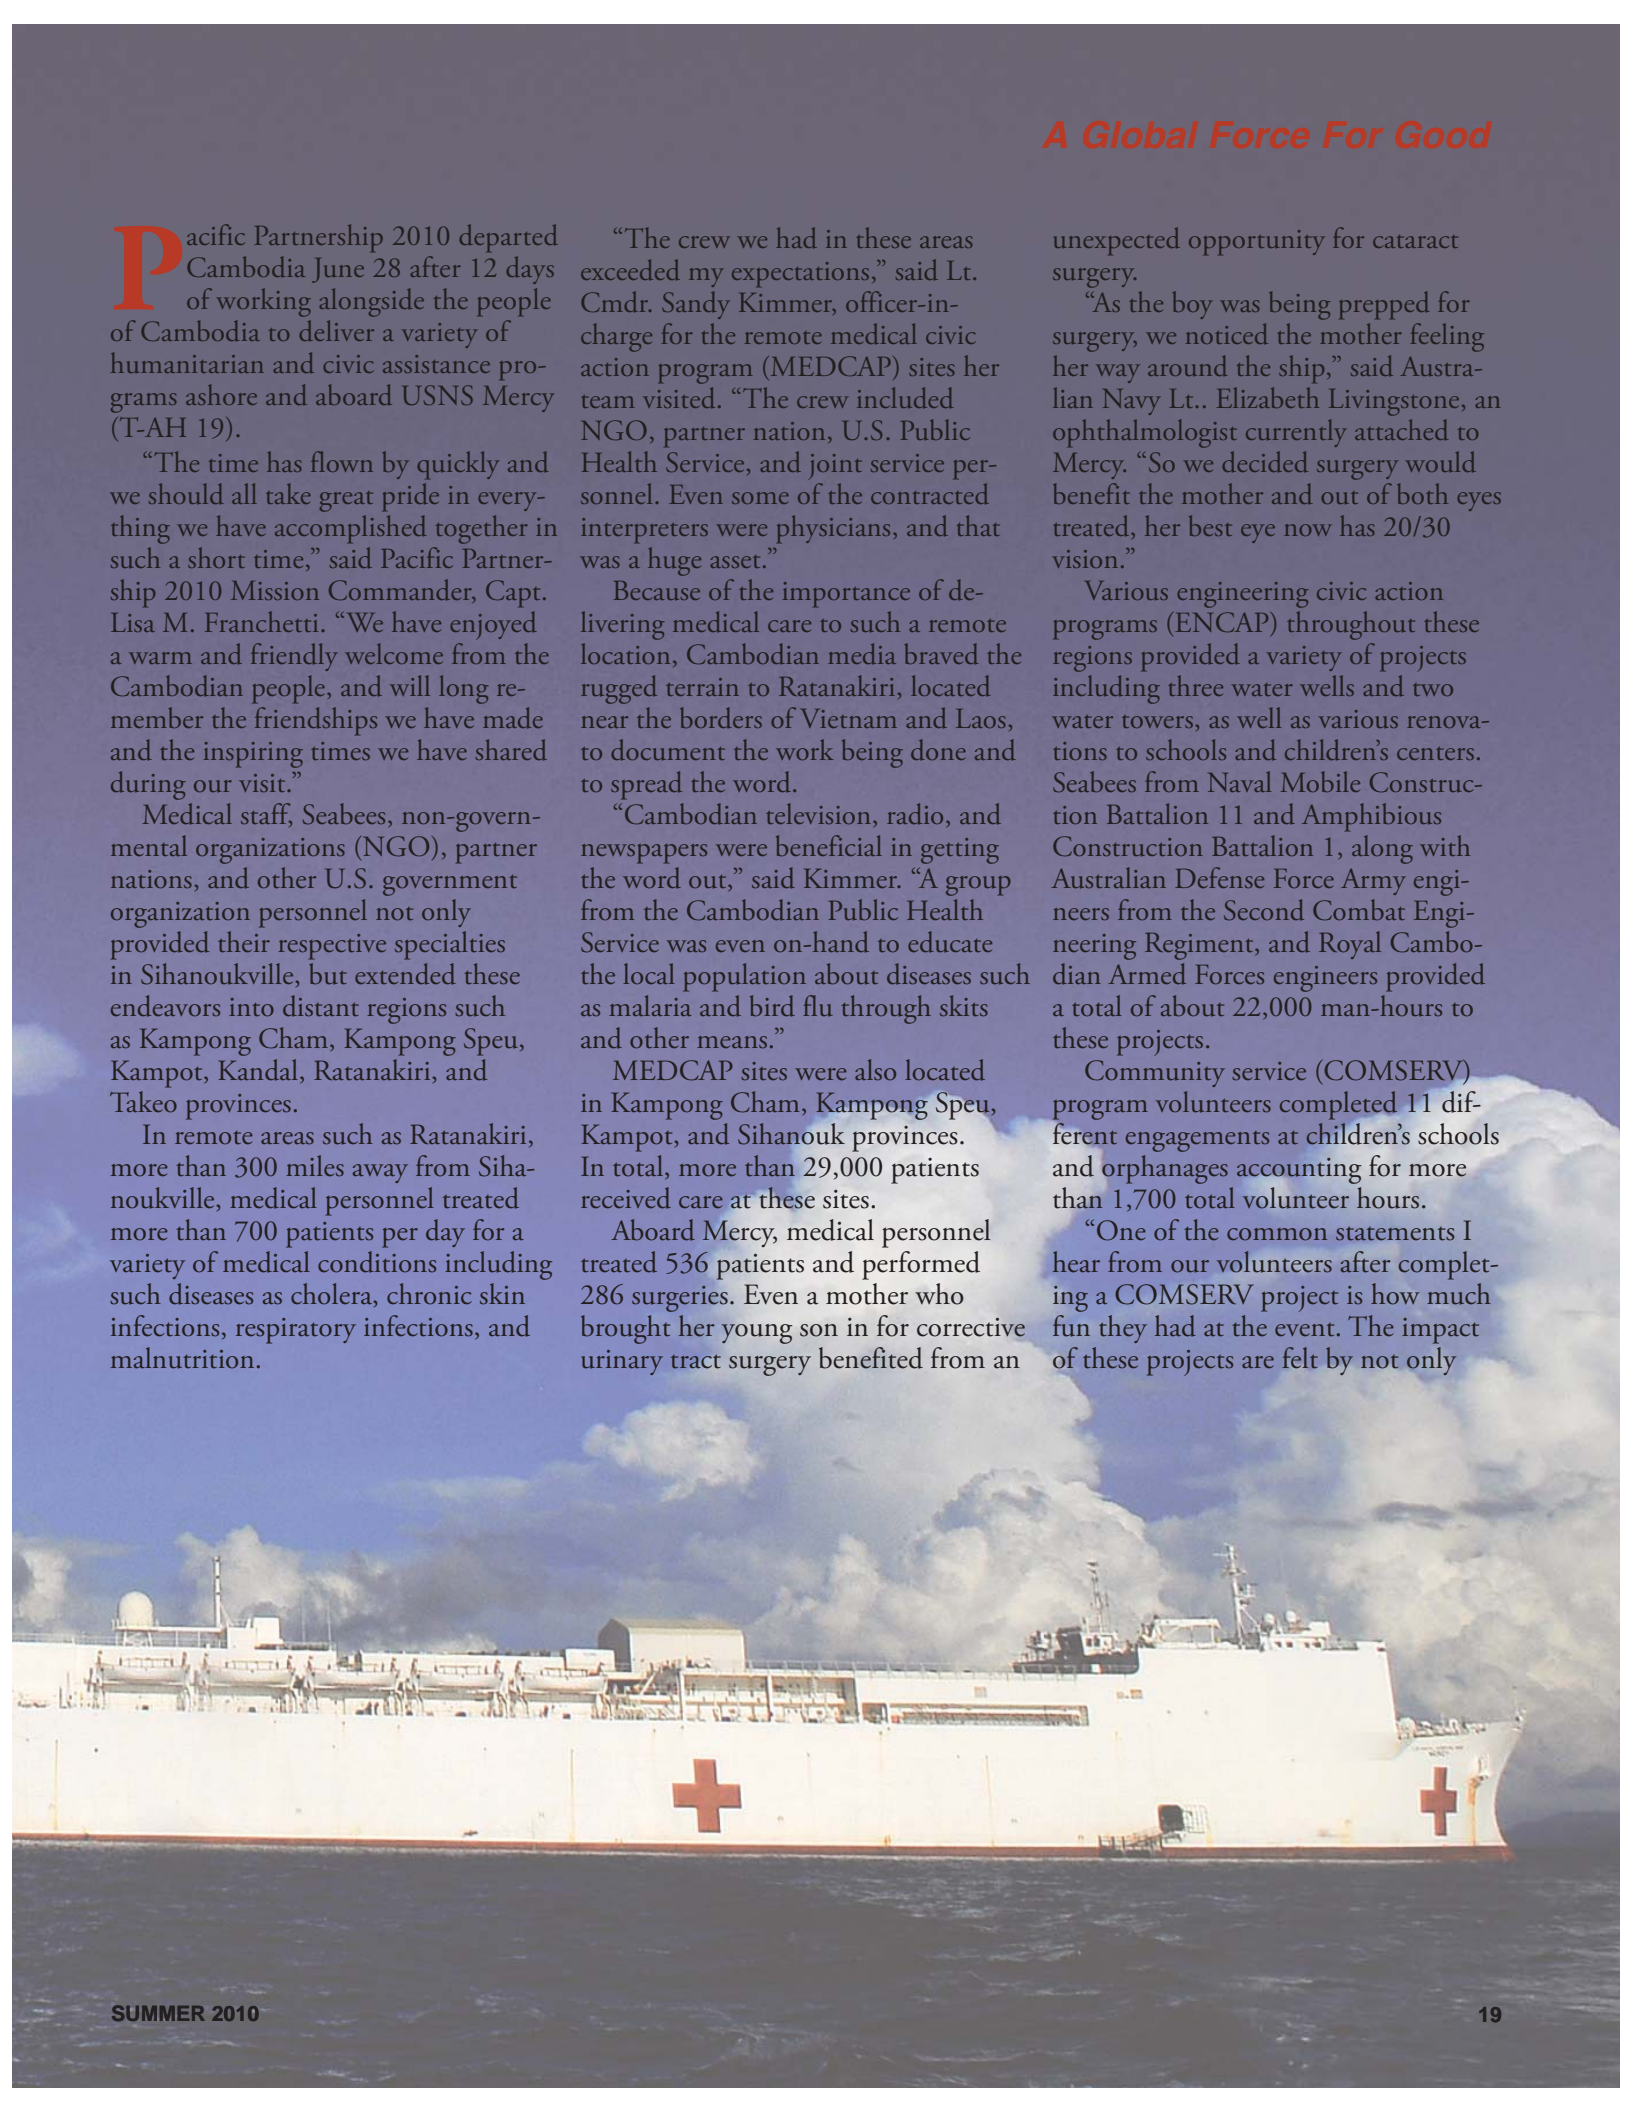 A Global Force For Good
Pacific Partnership 2010 departed
Cambodia June 28 after 12 days
of working alongside the people
of Cambodia to deliver a variety of
humanitarian and civic assistance pro-
grams ashore and aboard USNS Mercy
(T-AH 19).
“The time has flown by quickly and
we should all take great pride in every-
thing we have accomplished together in
such a short time,” said Pacific Partner-
ship 2010 Mission Commander, Capt.
Lisa M. Franchetti. “We have enjoyed
a warm and friendly welcome from the
Cambodian people, and will long re-
member the friendships we have made
and the inspiring times we have shared
during our visit.”
Medical staff, Seabees, non-govern-
mental organizations (NGO), partner
nations, and other U.S. government
organization personnel not only
provided their respective specialties
in Sihanoukville, but extended these
endeavors into distant regions such
as Kampong Cham, Kampong Speu,
Kampot, Kandal, Ratanakiri, and
Takeo provinces.
In remote areas such as Ratanakiri,
more than 300 miles away from Siha-
noukville, medical personnel treated
more than 700 patients per day for a
variety of medical conditions including
such diseases as cholera, chronic skin
infections, respiratory infections, and
malnutrition.
“The crew we had in these areas
exceeded my expectations,” said Lt.
Cmdr. Sandy Kimmer, officer-in-
charge for the remote medical civic
action program (MEDCAP) sites her
team visited. “The crew included
NGO, partner nation, U.S. Public
Health Service, and joint service per-
sonnel. Even some of the contracted
interpreters were physicians, and that
was a huge asset.”
Because of the importance of de-
livering medical care to such a remote
location, Cambodian media braved the
rugged terrain to Ratanakiri, located
near the borders of Vietnam and Laos,
to document the work being done and
to spread the word.
“Cambodian television, radio, and
newspapers were beneficial in getting
the word out,” said Kimmer. “A group
from the Cambodian Public Health
Service was even on-hand to educate
the local population about diseases such
as malaria and bird flu through skits
and other means.”
MEDCAP sites were also located
in Kampong Cham, Kampong Speu,
Kampot, and Sihanouk provinces.
In total, more than 29,000 patients
received care at these sites.
Aboard Mercy, medical personnel
treated 536 patients and performed
286 surgeries. Even a mother who
brought her young son in for corrective
urinary tract surgery benefited from an
unexpected opportunity for cataract
surgery.
“As the boy was being prepped for
surgery, we noticed the mother feeling
her way around the ship,” said Austra-
lian Navy Lt.. Elizabeth Livingstone, an
ophthalmologist currently attached to
Mercy. “So we decided surgery would
benefit the mother and out of both eyes
treated, her best eye now has 20/30
vision.”
Various engineering civic action
programs (ENCAP) throughout these
regions provided a variety of projects
including three water wells and two
water towers, as well as various renova-
tions to schools and children’s centers.
Seabees from Naval Mobile Construc-
tion Battalion 11 and Amphibious
Construction Battalion 1, along with
Australian Defense Force Army engi-
neers from the Second Combat Engi-
neering Regiment, and Royal Cambo-
dian Armed Forces engineers provided
a total of about 22,000 man-hours to
these projects.
Community service (COMSERV)
program volunteers completed 11 dif-
ferent engagements at children’s schools
and orphanages accounting for more
than 1,700 total volunteer hours.
“One of the common statements I
hear from our volunteers after complet-
ing a COMSERV project is how much
fun they had at the event. The impact
of these projects are felt by not only
SUMMER 2010
19